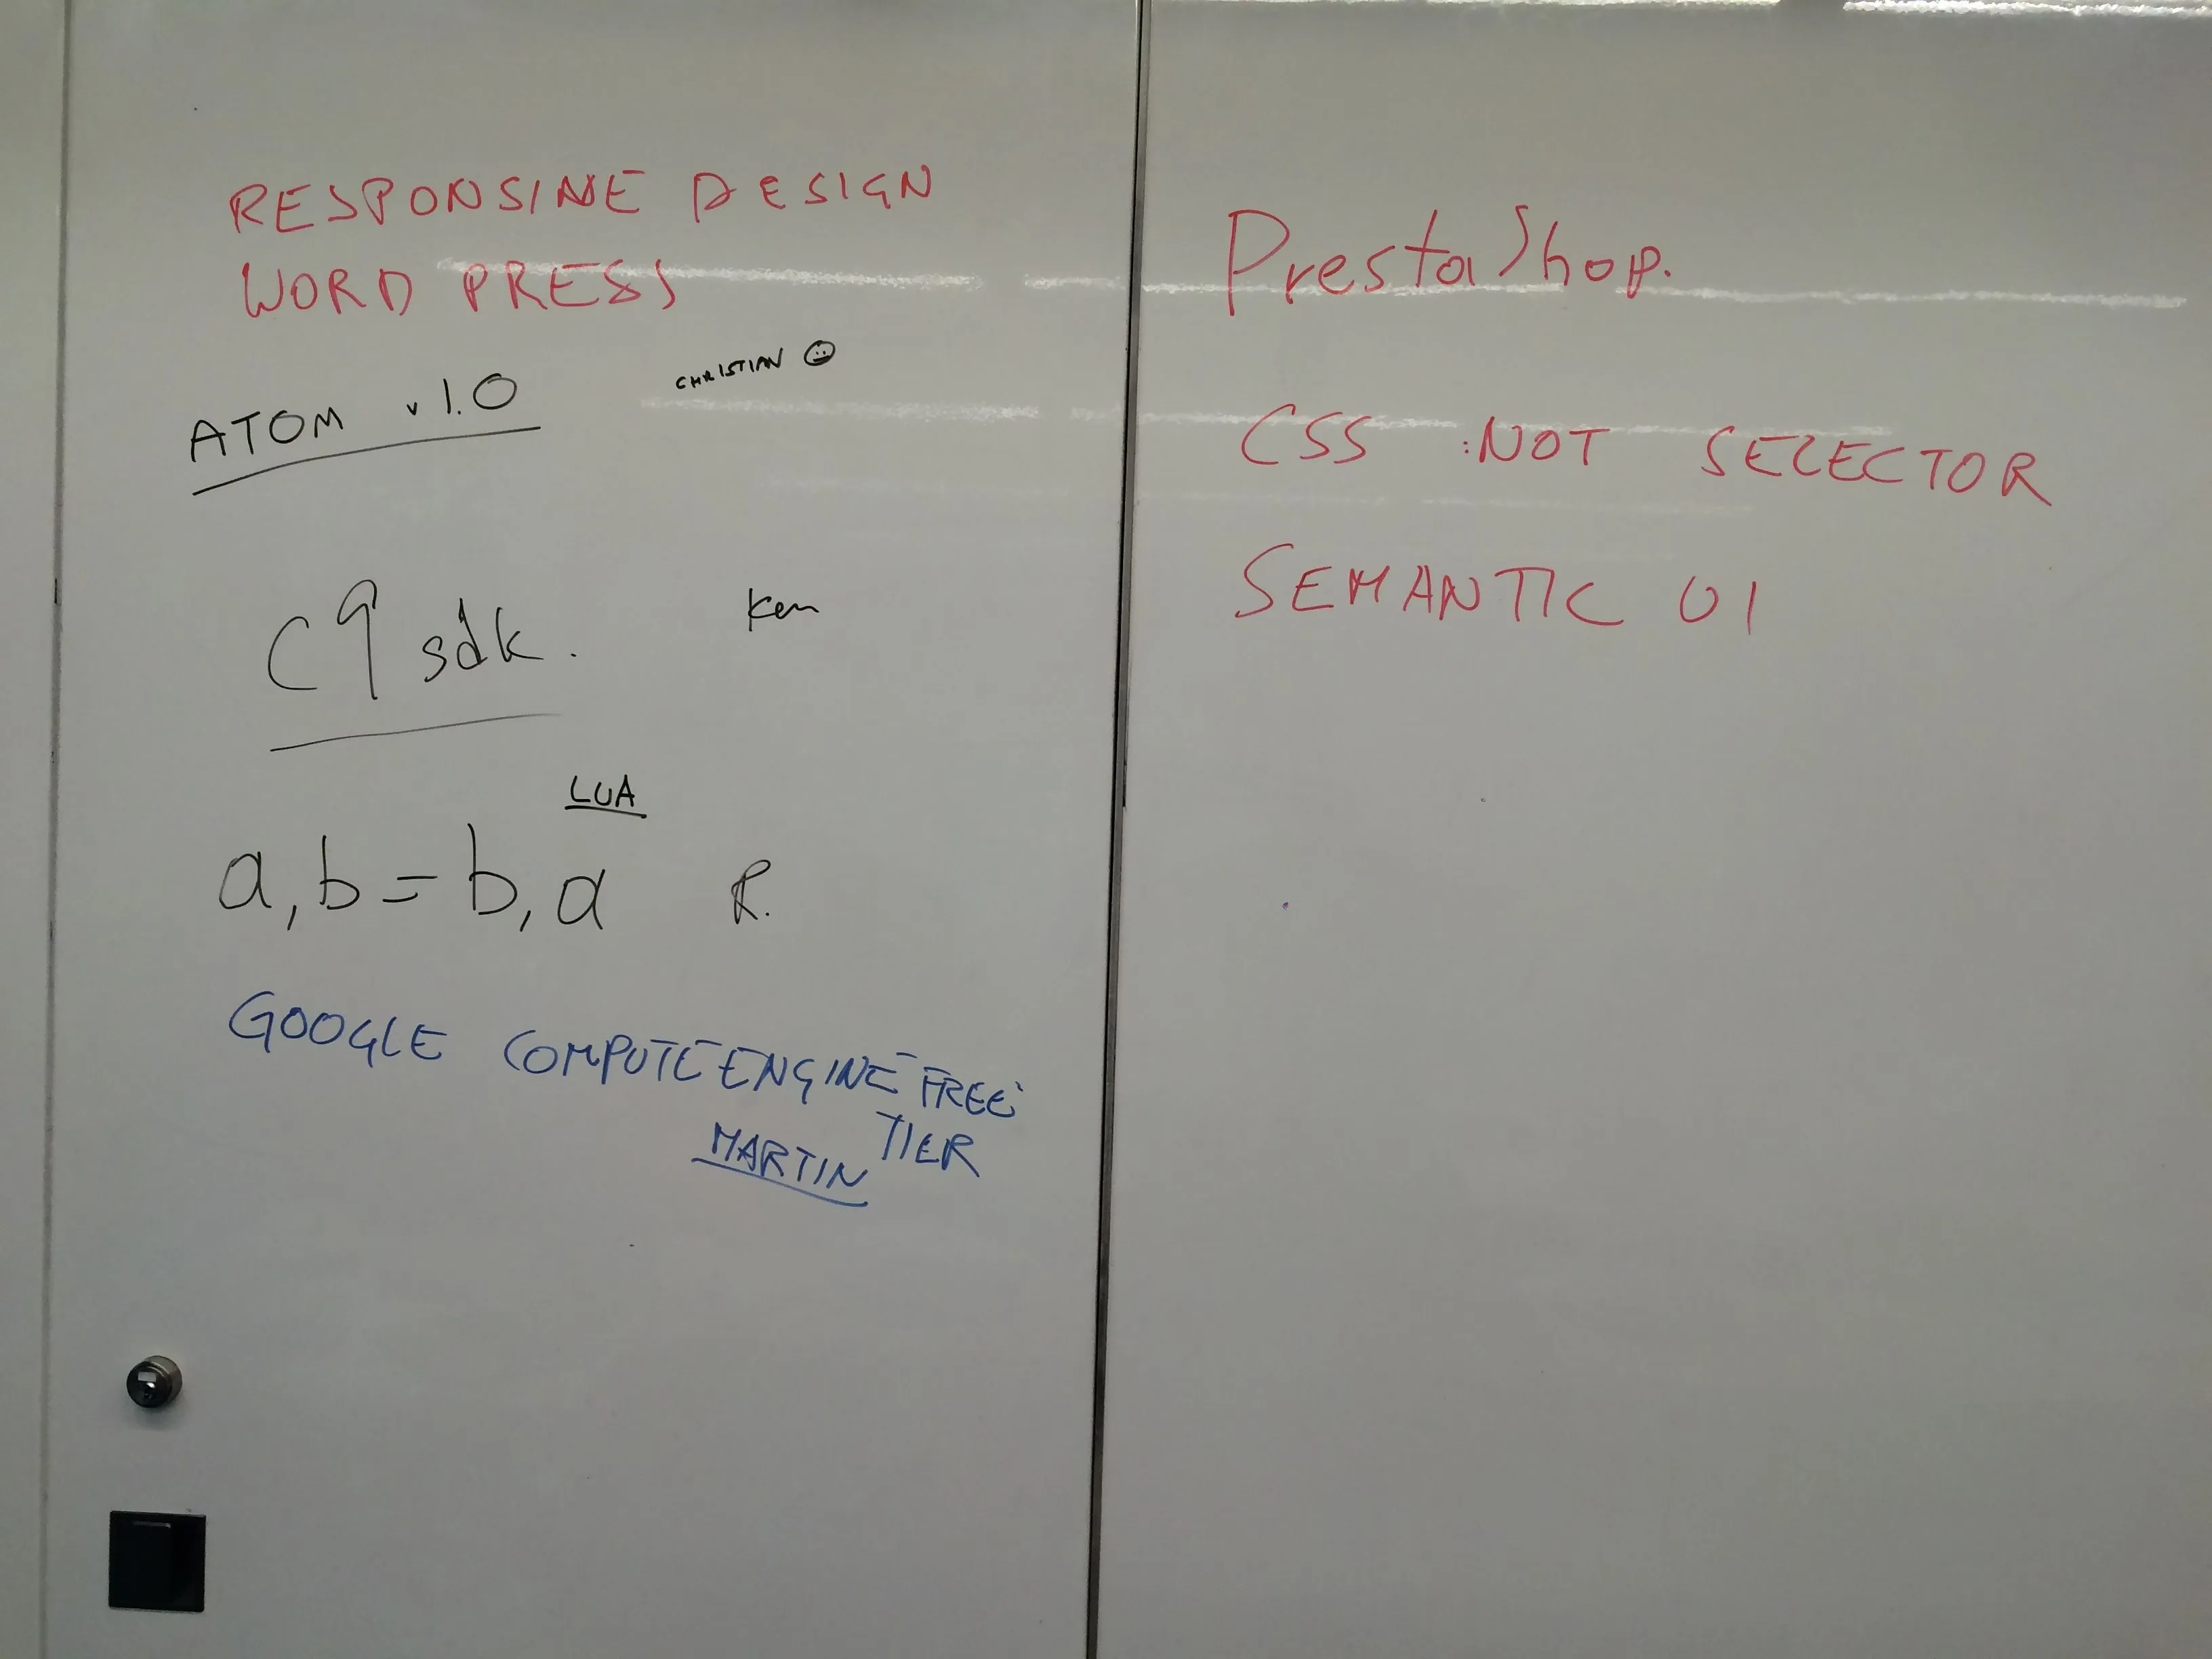 RESPONSIVE DESIGN
WORD PRESS
ATOM v 1.0
CHRISTIAN
C9 sdk.
Ken
LUA
a, b = b, a
R.
GOOGLE COMPUTE ENGINE FREE
TIER
MARTIN
PrestaShop.
CSS :NOT SELECTOR
SEMANTIC UI